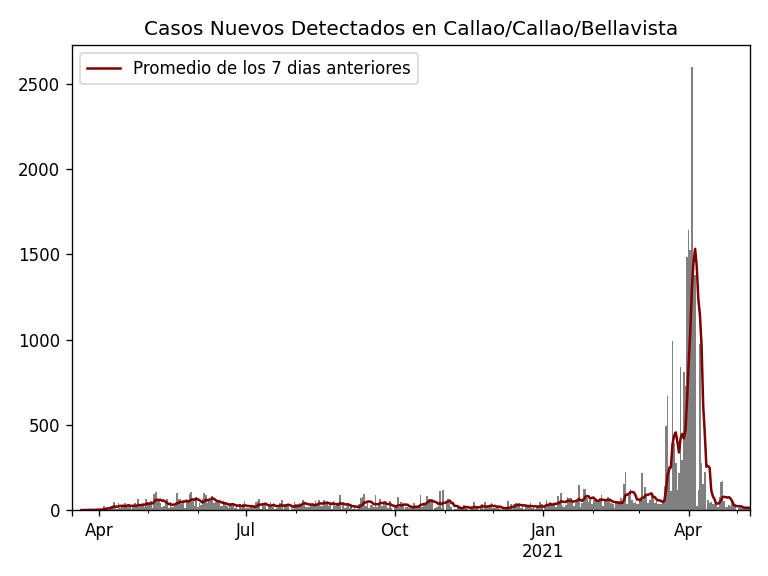 Casos Nuevos Detectados en Callao/Callao/Bellavista
Promedio de los 7 dias anteriores
2500
2000
1500
1000
500
0
Apr Jul Oct Jan Apr
2021